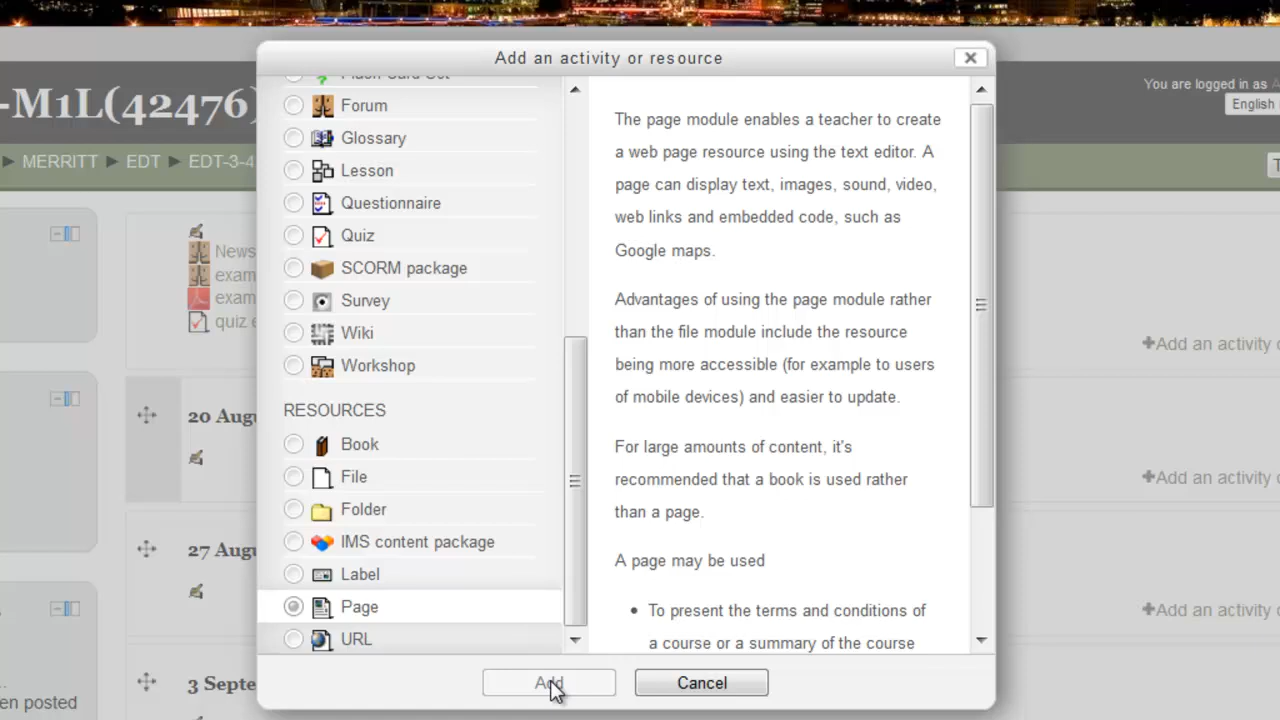 Add an activity or resource
-M1L(42476)
You are logged in as A
English
▶ MERRITT ▶ EDT ▶ EDT-3-4
Forum
Glossary
Lesson
Questionnaire
Quiz
SCORM package
Survey
Wiki
Workshop
RESOURCES
Book
File
Folder
IMS content package
Label
Page
URL
The page module enables a teacher to create
a web page resource using the text editor. A
page can display text, images, sound, video,
web links and embedded code, such as
Google maps.
Advantages of using the page module rather
than the file module include the resource
being more accessible (for example to users
of mobile devices) and easier to update.
For large amounts of content, it's
recommended that a book is used rather
than a page.
A page may be used
• To present the terms and conditions of
a course or a summary of the course
Add
Cancel
News
exam
exam
quiz e
20 Augu
27 Augu
3 Septe
+Add an activity o
+Add an activity o
+Add an activity o
en posted